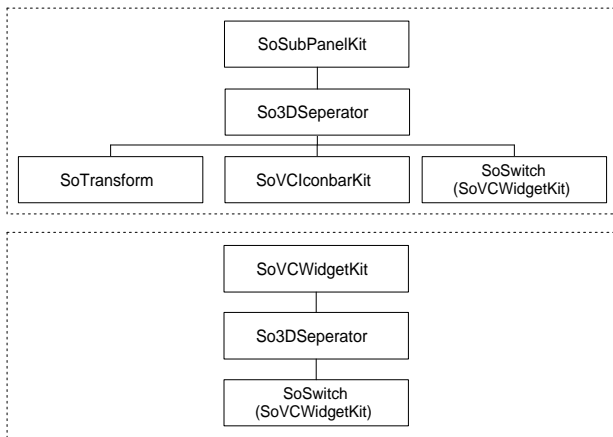 SoSubPanelKit
So3DSeperator
SoTransform
SoVCIconbarKit
SoSwitch
(SoVCWidgetKit)
SoVCWidgetKit
So3DSeperator
SoSwitch
(SoVCWidgetKit)